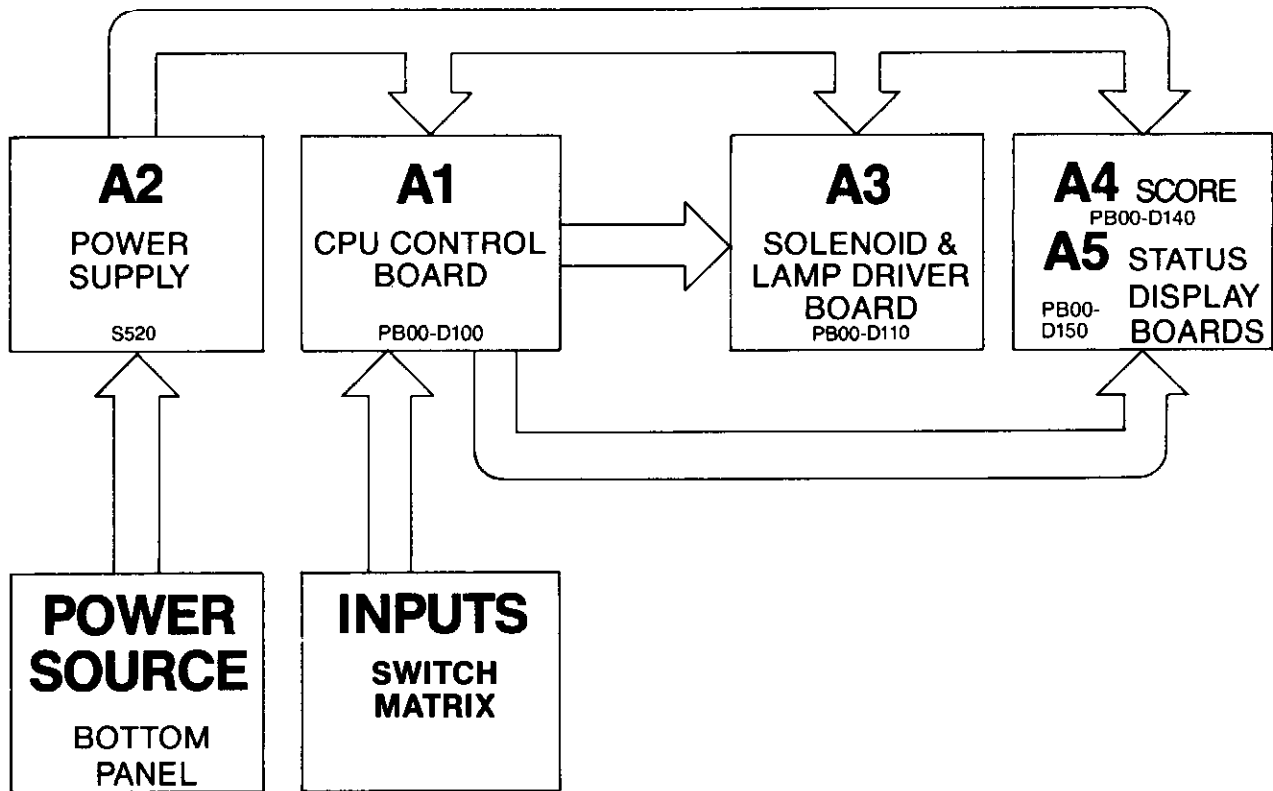 A2
POWER
SUPPLY
S520
A1
CPU CONTROL
BOARD
PB00-D100
A3
SOLENOID &
LAMP DRIVER
BOARD
PB00-D110
A4 SCORE
PB00-D140
A5 STATUS
DISPLAY
BOARDS
PB00-
D150
POWER
SOURCE
BOTTOM
PANEL
INPUTS
SWITCH
MATRIX